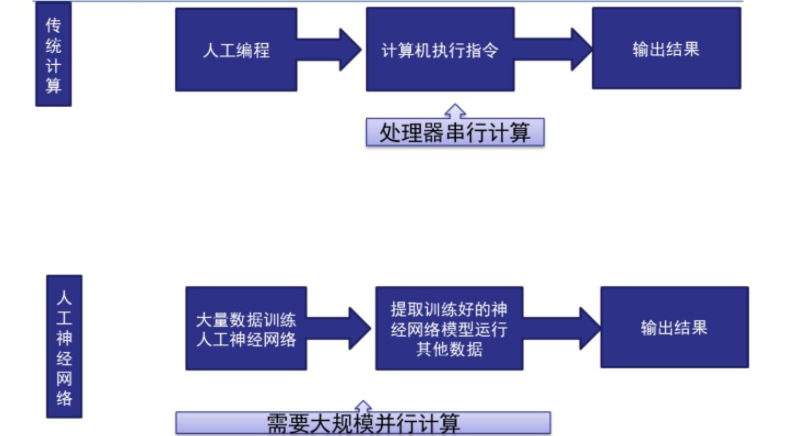 传统计算
人工编程
计算机执行指令
输出结果
处理器串行计算
人工神经网络
大量数据训练
人工神经网络
提取训练好的神
经网络模型运行
其他数据
输出结果
需要大规模并行计算